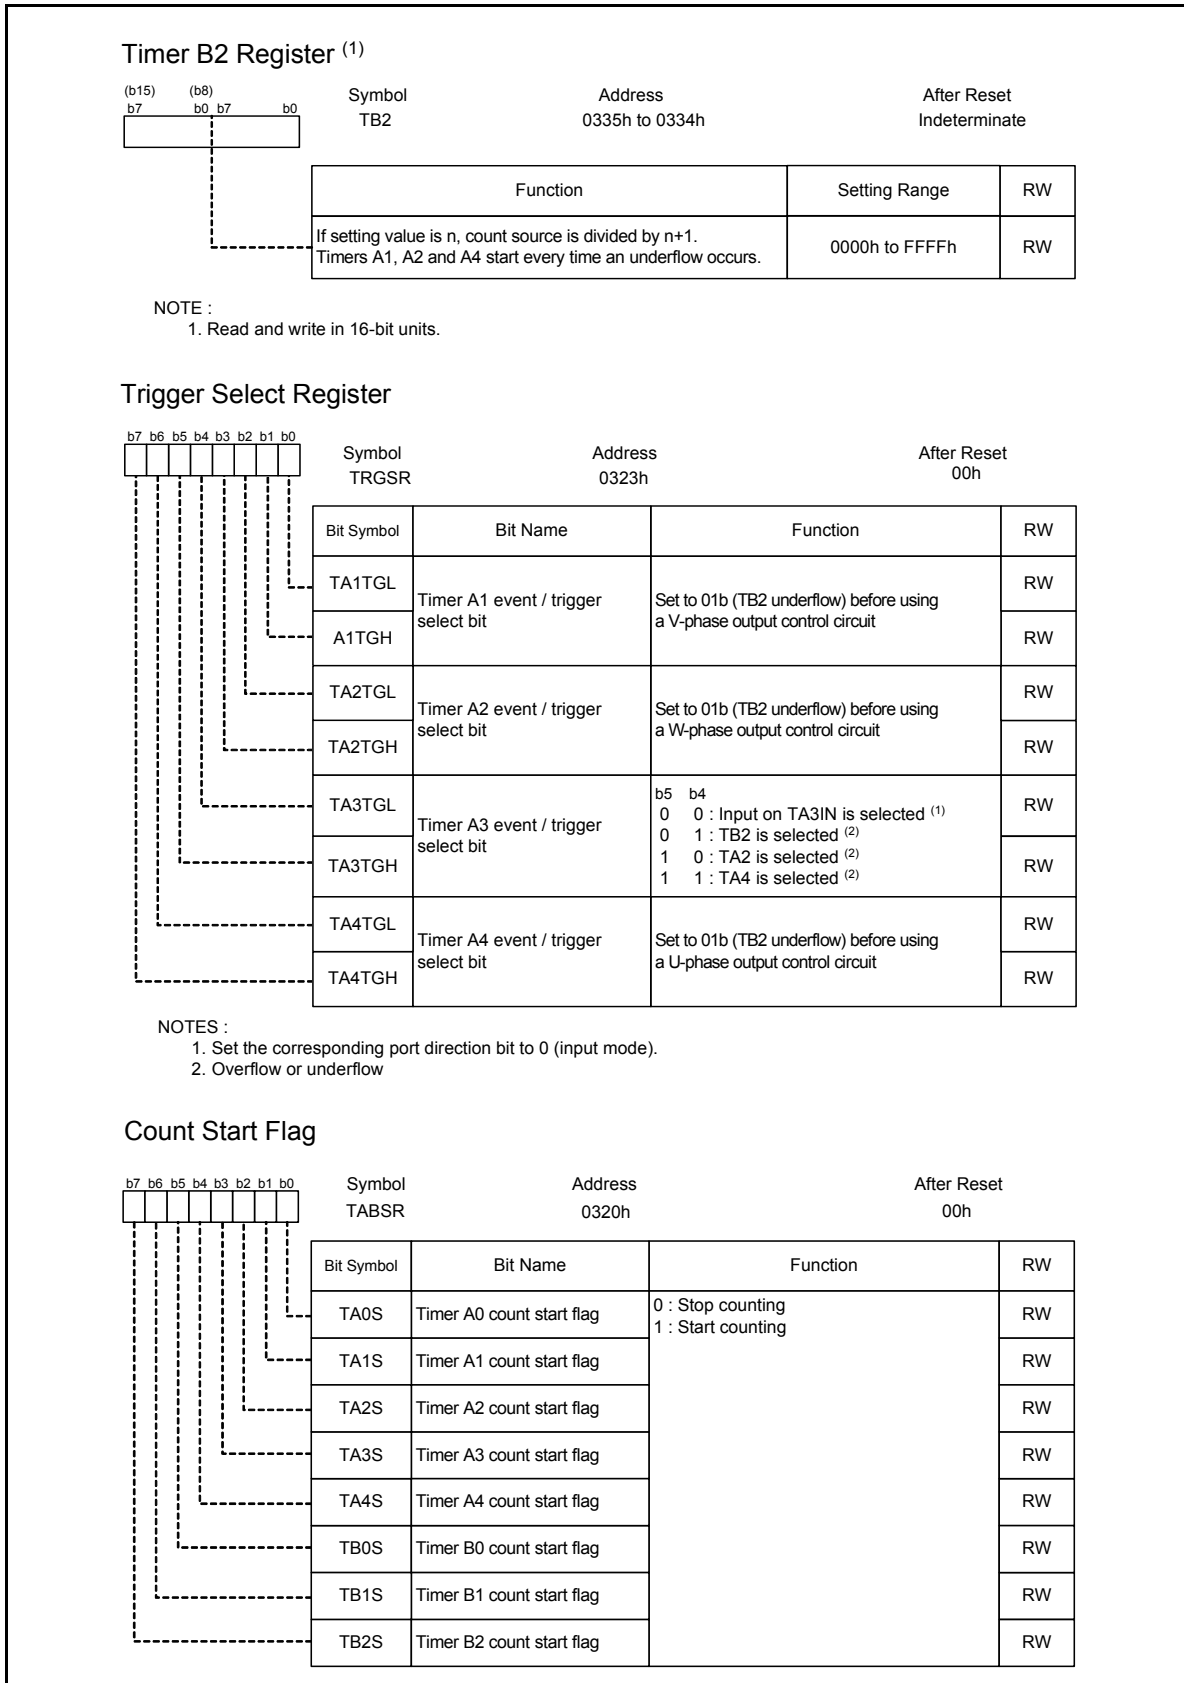 Timer B2 Register (1)
(b15) (b8)
b7 b0 b7 b0
Symbol Address After Reset
TB2 0335h to 0334h Indeterminate
Function Setting Range RW
If setting value is n, count source is divided by n+1.
Timers A1, A2 and A4 start every time an underflow occurs.
0000h to FFFFh RW
NOTE :
1. Read and write in 16-bit units.
Trigger Select Register
b7 b6 b5 b4 b3 b2 b1 b0
Symbol Address After Reset
TRGSR 0323h 00h
Bit Symbol Bit Name Function RW
TA1TGL RW
Timer A1 event / trigger
select bit
Set to 01b (TB2 underflow) before using
a V-phase output control circuit
A1TGH RW
TA2TGL RW
Timer A2 event / trigger
select bit
Set to 01b (TB2 underflow) before using
a W-phase output control circuit
TA2TGH RW
TA3TGL RW
Timer A3 event / trigger
select bit
b5 b4
0 0 : Input on TA3IN is selected (1)
0 1 : TB2 is selected (2)
1 0 : TA2 is selected (2)
1 1 : TA4 is selected (2)
TA3TGH RW
TA4TGL RW
Timer A4 event / trigger
select bit
Set to 01b (TB2 underflow) before using
a U-phase output control circuit
TA4TGH RW
NOTES :
1. Set the corresponding port direction bit to 0 (input mode).
2. Overflow or underflow
Count Start Flag
b7 b6 b5 b4 b3 b2 b1 b0
Symbol Address After Reset
TABSR 0320h 00h
Bit Symbol Bit Name Function RW
TA0S Timer A0 count start flag RW
0 : Stop counting
1 : Start counting
TA1S Timer A1 count start flag RW
TA2S Timer A2 count start flag RW
TA3S Timer A3 count start flag RW
TA4S Timer A4 count start flag RW
TB0S Timer B0 count start flag RW
TB1S Timer B1 count start flag RW
TB2S Timer B2 count start flag RW